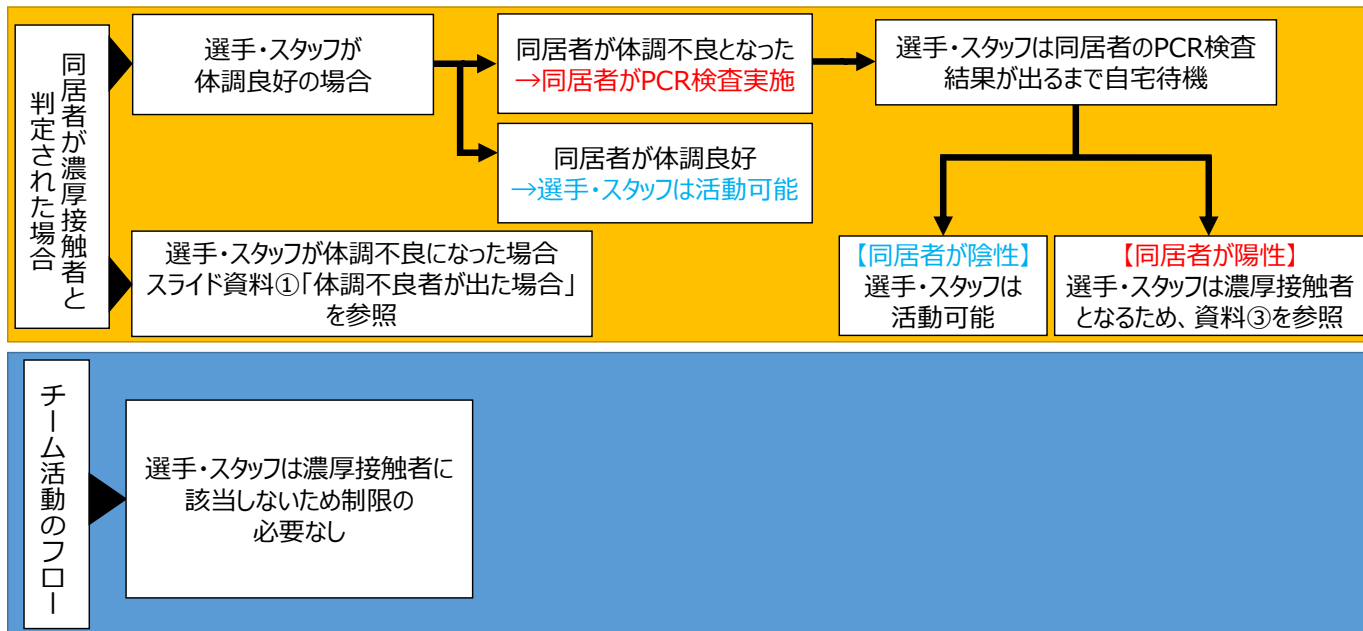 同居者が濃厚接触者と
判定された場合
選手・スタッフが
体調良好の場合
同居者が体調不良となった
→同居者がPCR検査実施
選手・スタッフは同居者のPCR検査
結果が出るまで自宅待機
同居者が体調良好
→選手・スタッフは活動可能
選手・スタッフが体調不良になった場合
スライド資料①「体調不良者が出た場合」
を参照
【同居者が陰性】
選手・スタッフは
活動可能
【同居者が陽性】
選手・スタッフは濃厚接触者
となるため、資料③を参照
チーム活動のフロー
選手・スタッフは濃厚接触者に
該当しないため制限の
必要なし